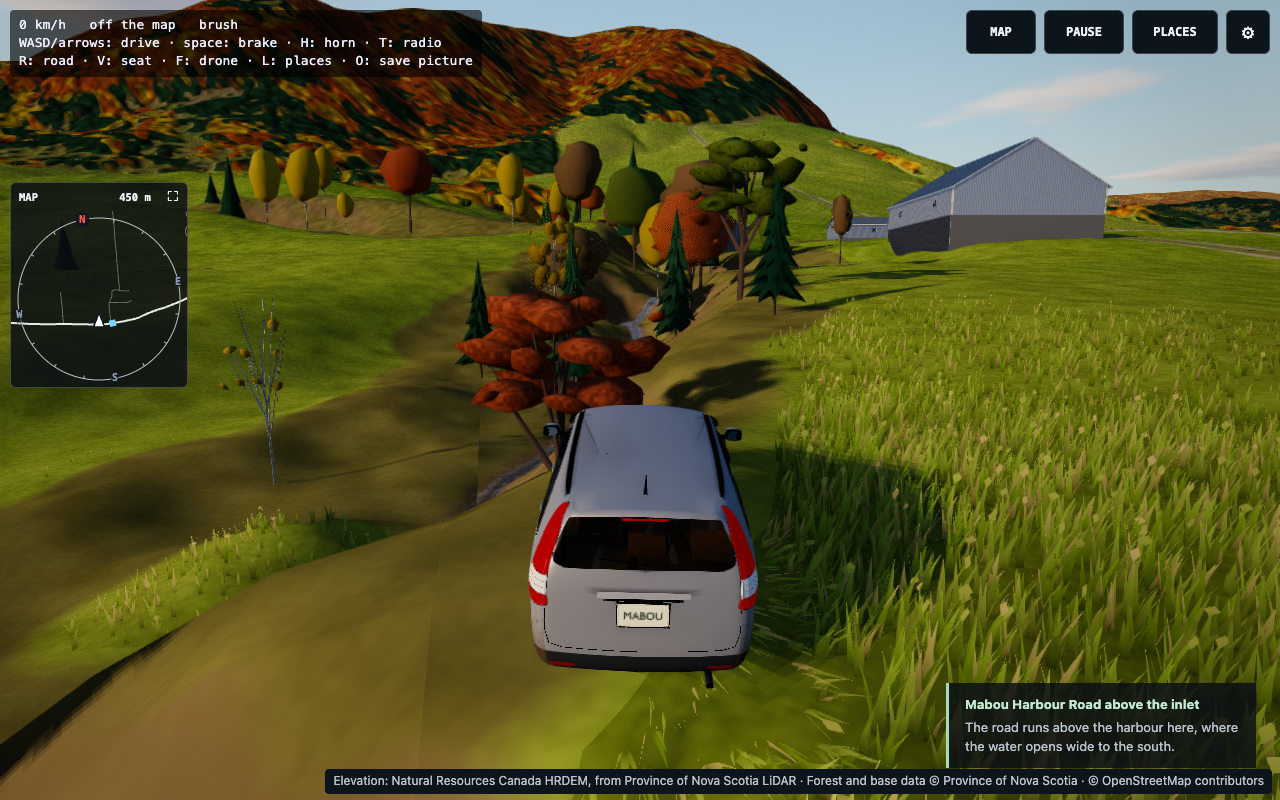 0 km/h off the map brush
WASD/arrows: drive · space: brake · H: horn · T: radio
R: road · V: seat · F: drone · L: places · O: save picture
MAP
PAUSE
PLACES
MAP 450 m
N
E
W
S
MABOU
Mabou Harbour Road above the inlet
The road runs above the harbour here, where
the water opens wide to the south.
Elevation: Natural Resources Canada HRDEM, from Province of Nova Scotia LiDAR · Forest and base data © Province of Nova Scotia · © OpenStreetMap contributors